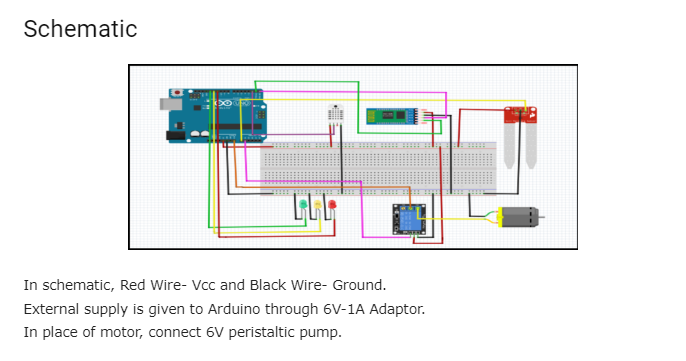 Schematic
In schematic, Red Wire- Vcc and Black Wire- Ground.
External supply is given to Arduino through 6V-1A Adaptor.
In place of motor, connect 6V peristaltic pump.